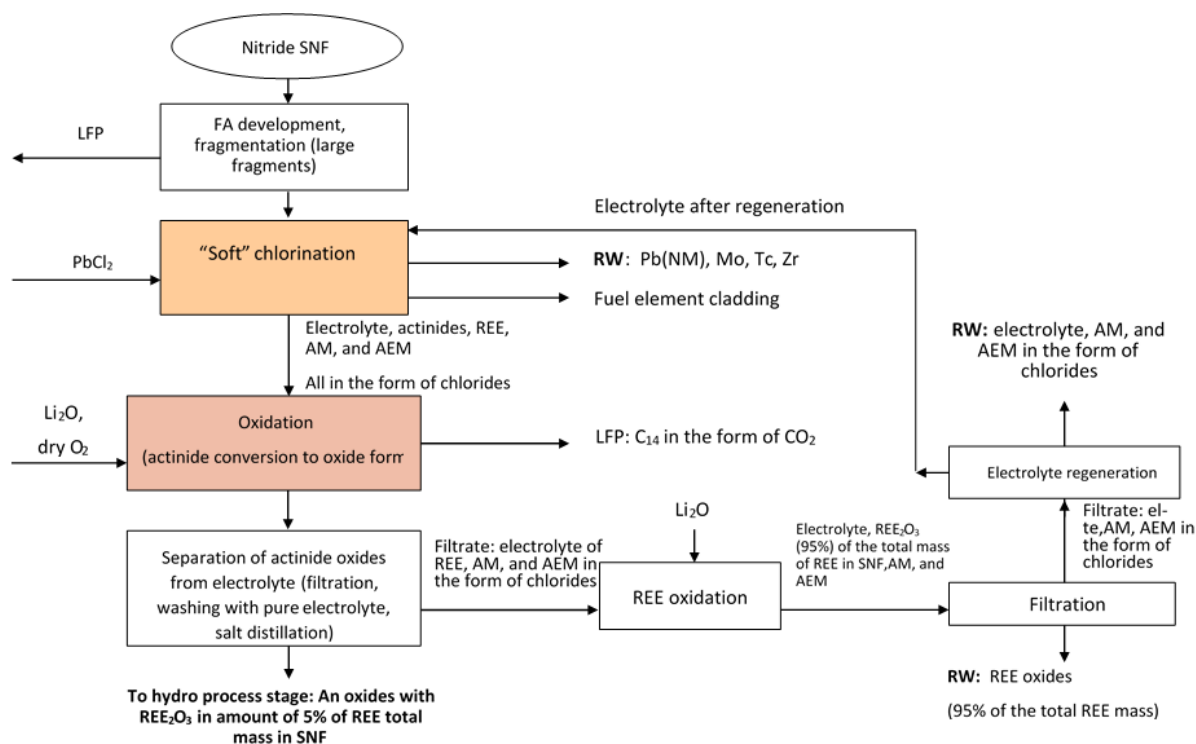 Nitride SNF
FA development,
fragmentation (large
fragments)
LFP
Electrolyte after regeneration
"Soft" chlorination
PbCl₂
RW: Pb(NM), Mo, Tc, Zr
Fuel element cladding
Electrolyte, actinides, REE,
AM, and AEM
All in the form of chlorides
RW: electrolyte, AM, and
AEM in the form of
chlorides
Li₂O,
dry O₂
Oxidation
(actinide conversion to oxide form
LFP: C₁₄ in the form of CO₂
Electrolyte regeneration
Li₂O
Filtrate: el-
te,AM, AEM in
the form of
chlorides
Separation of actinide oxides
from electrolyte (filtration,
washing with pure electrolyte,
salt distillation)
Filtrate: electrolyte of
REE, AM, and AEM in
the form of chlorides
REE oxidation
Electrolyte, REE₂O₃
(95%) of the total mass
of REE in SNF,AM, and
AEM
Filtration
To hydro process stage: An oxides with
REE₂O₃ in amount of 5% of REE total
mass in SNF
RW: REE oxides
(95% of the total REE mass)